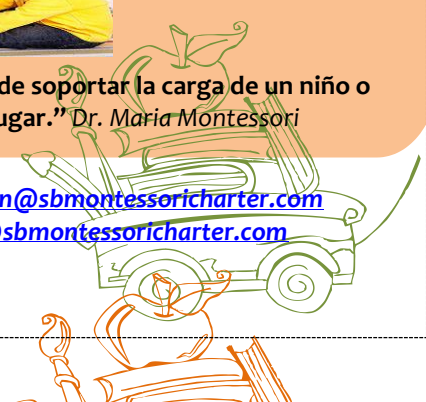 de soportar la carga de un niño o
ugar.” Dr. Maria Montessori
n@sbmontessoricharter.com
@sbmontessoricharter.com